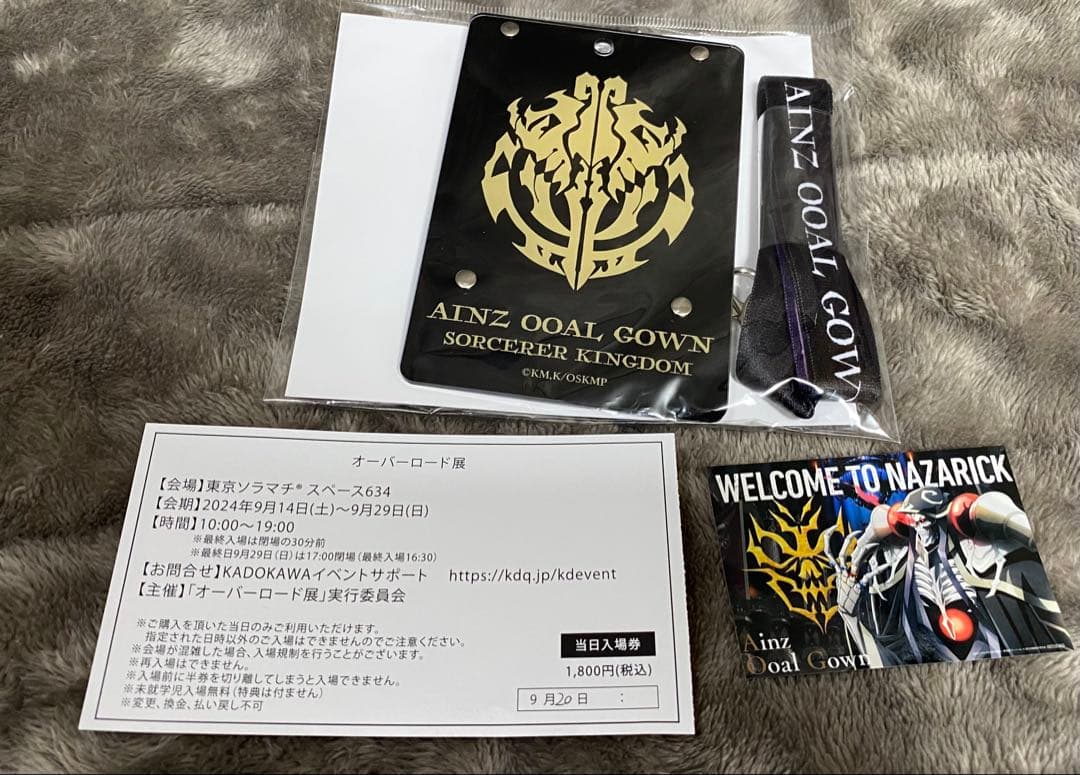 AINZ OOAL GOWN
SORCERER KINGDOM
©KM,K/OSKMP
AINZ OOAL GOWN
オーバーロード展
【会場】東京ソラマチ® スペース634
【会期】2024年9月14日(土)～9月29日(日)
【時間】10:00～19:00
※最終入場は閉場の30分前
※最終日9月29日(日)は17:00閉場(最終入場16:30)
【お問合せ】KADOKAWAイベントサポート https://kdq.jp/kdevent
【主催】「オーバーロード展」実行委員会
※ご購入を頂いた当日のみご利用いただけます。
指定された日時以外のご入場はできませんのでご注意ください。
※会場が混雑した場合、入場規制を行うことがございます。
※再入場はできません。
※入場前に半券を切り離してしまうと入場できません。
※未就学児入場無料(特典は付ません)
※変更、換金、払い戻し不可
当日入場券
1,800円(税込)
9月20日 :
WELCOME TO NAZARICK
Ainz
Ooal Gown